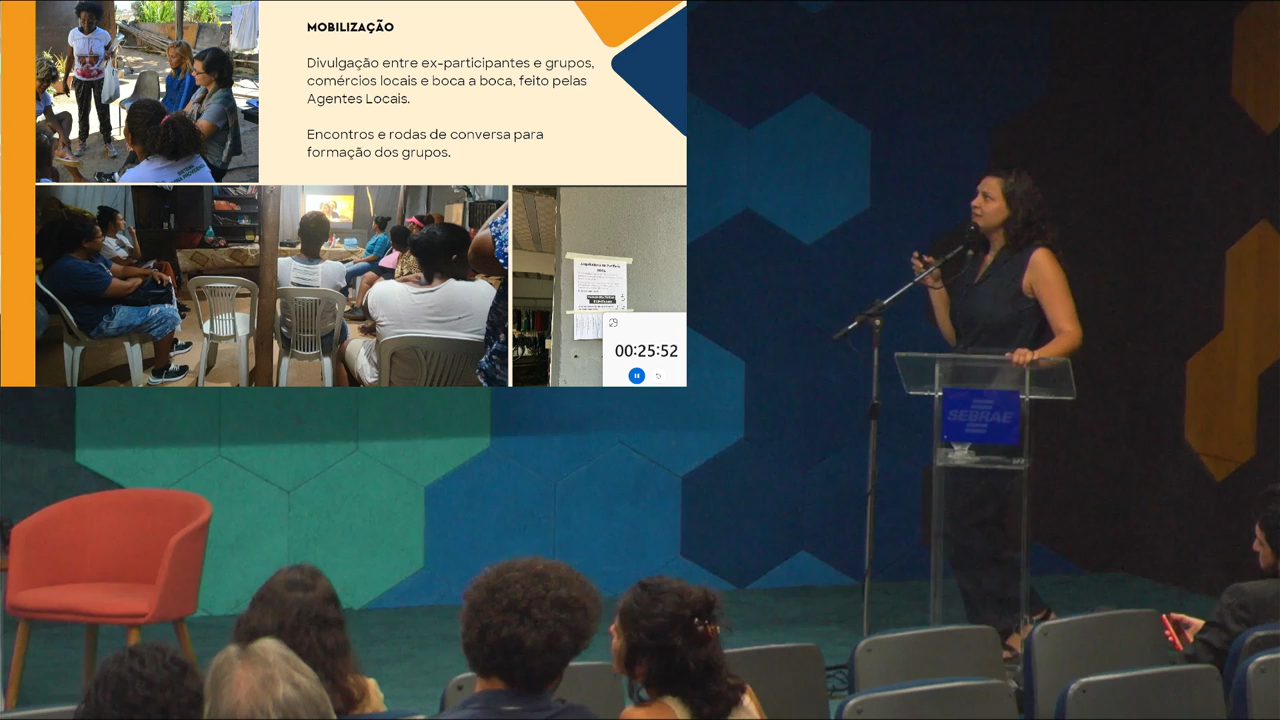 MOBILIZAÇÃO
Divulgação entre ex-participantes e grupos,
comércios locais e boca a boca, feito pelas
Agentes Locais.
Encontros e rodas de conversa para
formação dos grupos.
00:25:52
SEBRAE